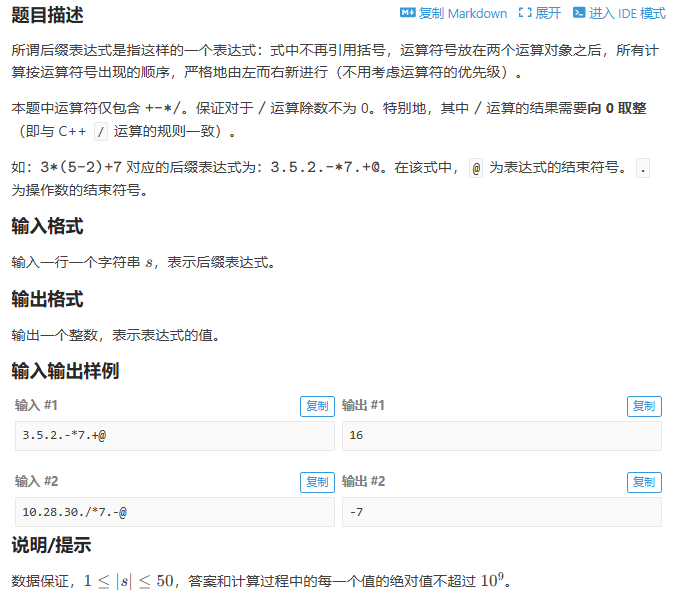 题目描述
复制 Markdown 展开 进入 IDE 模式
所谓后缀表达式是指这样的一个表达式：式中不再引用括号，运算符号放在两个运算对象之后，所有计
算按运算符号出现的顺序，严格地由左而右新进行（不用考虑运算符的优先级）。
本题中运算符仅包含 +-*/。保证对于 / 运算除数不为 0。特别地，其中 / 运算的结果需要向 0 取整
（即与 C++ / 运算的规则一致）。
如：3*(5-2)+7 对应的后缀表达式为：3.5.2.-*7.+@。在该式中，@ 为表达式的结束符号。.
为操作数的结束符号。
输入格式
输入一行一个字符串 s，表示后缀表达式。
输出格式
输出一个整数，表示表达式的值。
输入输出样例
输入 #1 复制 输出 #1 复制
3.5.2.-*7.+@ 16
输入 #2 复制 输出 #2 复制
10.28.30./*7.-@ -7
说明/提示
数据保证，1 ≤ |s| ≤ 50，答案和计算过程中的每一个值的绝对值不超过 10⁹。